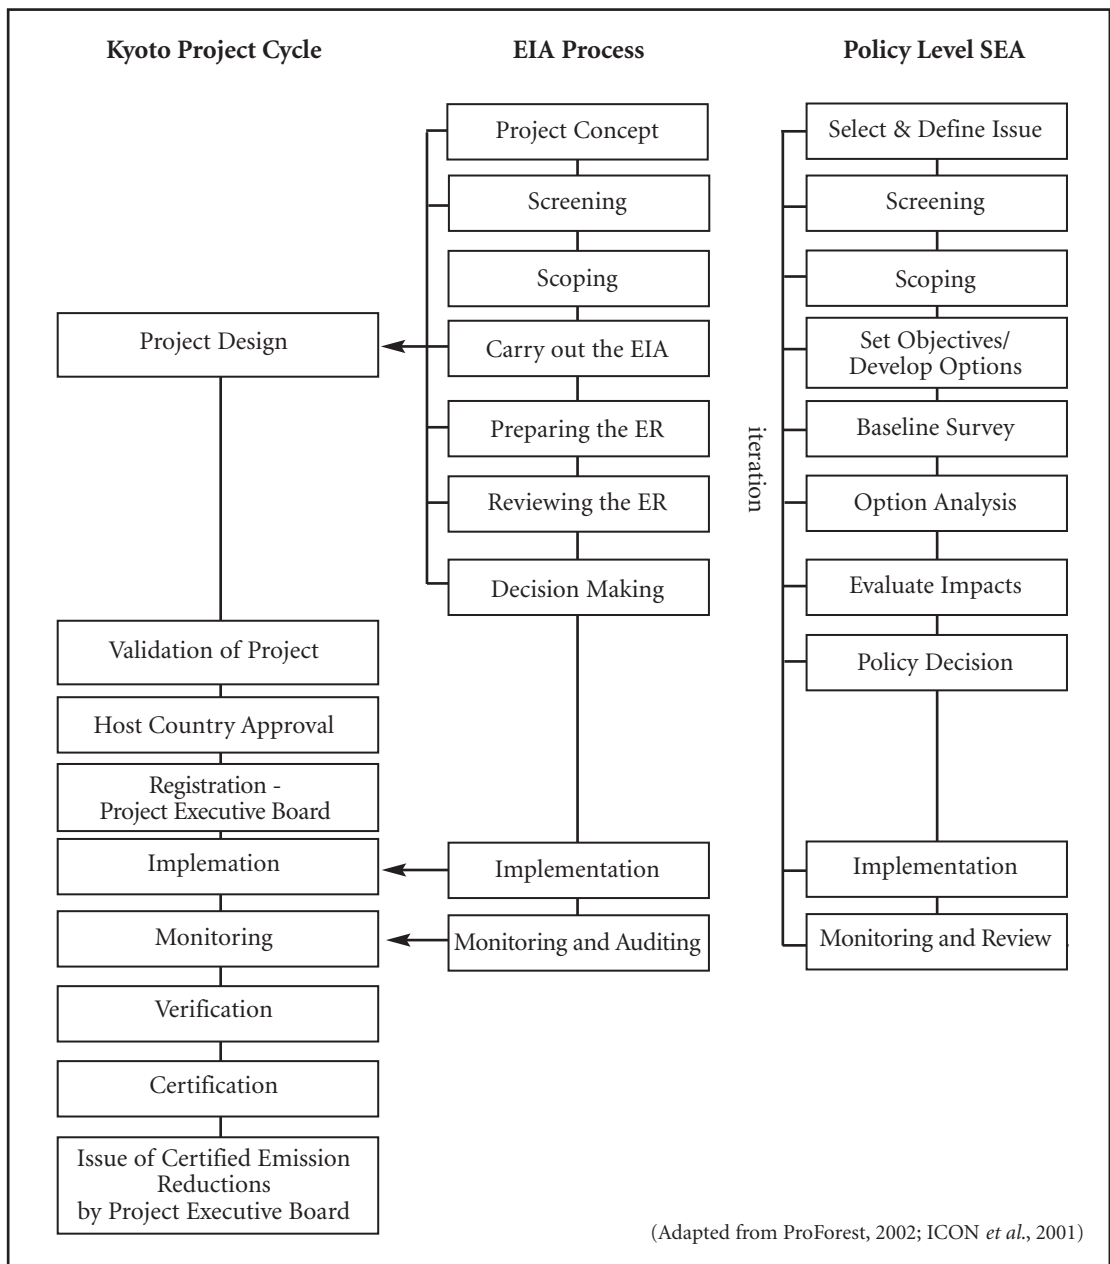 Kyoto Project Cycle
EIA Process
Policy Level SEA
Project Design
Validation of Project
Host Country Approval
Registration -
Project Executive Board
Implemation
Monitoring
Verification
Certification
Issue of Certified Emission
Reductions
by Project Executive Board
Project Concept
Screening
Scoping
Carry out the EIA
Preparing the ER
Reviewing the ER
Decision Making
Implementation
Monitoring and Auditing
iteration
Select & Define Issue
Screening
Scoping
Set Objectives/
Develop Options
Baseline Survey
Option Analysis
Evaluate Impacts
Policy Decision
Implementation
Monitoring and Review
(Adapted from ProForest, 2002; ICON et al., 2001)